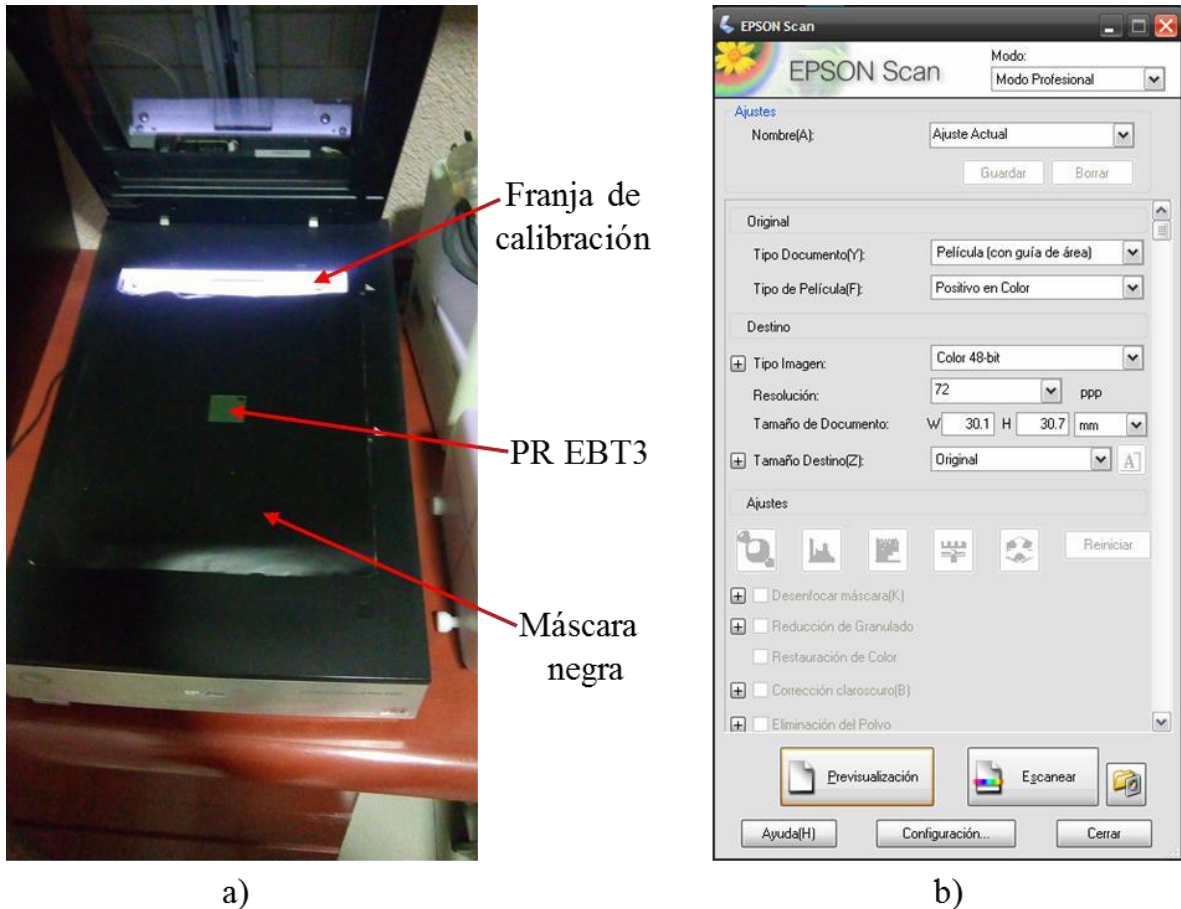 Franja de
calibración
PR EBT3
Máscara
negra
a)
EPSON Scan
EPSON Scan
Modo:
Modo Profesional
Ajustes
Nombre(A):
Ajuste Actual
Guardar
Borrar
Original
Tipo Documento(Y):
Película (con guía de área)
Tipo de Película(F):
Positivo en Color
Destino
Tipo Imagen:
Color 48-bit
Resolución:
72
ppp
Tamaño de Documento:
W 30.1 H 30.7 mm
Tamaño Destino(Z):
Original
Ajustes
Reiniciar
Desenfocar máscara(K)
Reducción de Granulado
Restauración de Color
Corrección claroscuro(B)
Eliminación del Polvo
Previsualización
Escanear
Ayuda(H)
Configuración...
Cerrar
b)